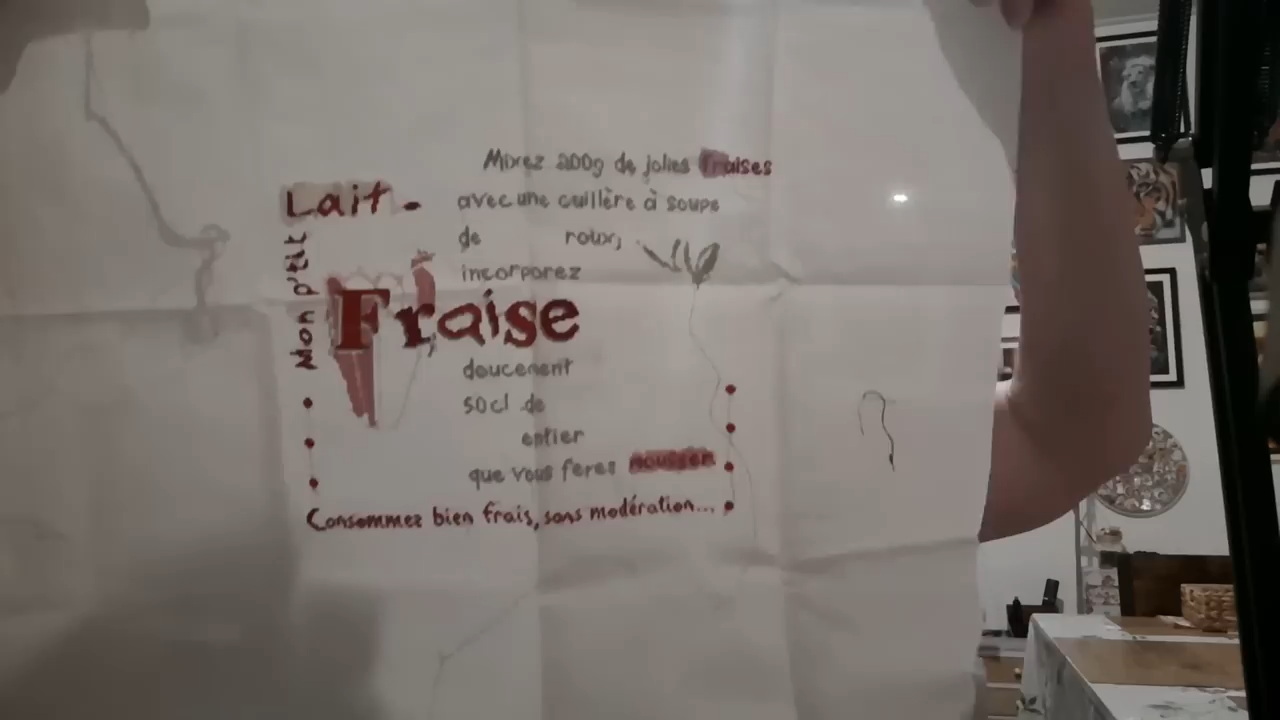 Mixez 200g de jolies fraises
Lait
avec une cuillère à soupe
de roux,
Mon p'tit
incorporez
Fraise
doucement
50cl de
entier
que vous feres mousser
Consommez bien frais, sans modération...